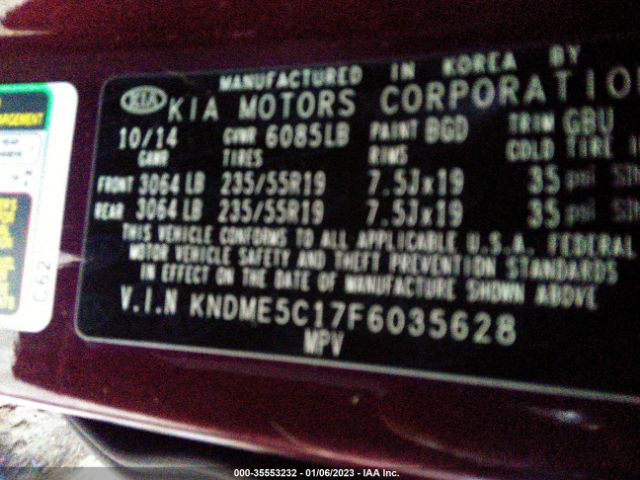 MANUFACTURED IN KOREA BY
KIA KIA MOTORS CORPORATION
10/14 GVWR 6085LB PAINT BGD TRIM GBU
GAWR TIRES RIMS COLD TIRE
FRONT 3064 LB 235/55R19 7.5Jx19 35 psi
REAR 3064 LB 235/55R19 7.5Jx19 35 psi
THIS VEHICLE CONFORMS TO ALL APPLICABLE U.S.A. FEDERAL
MOTOR VEHICLE SAFETY AND THEFT PREVENTION STANDARDS
IN EFFECT ON THE DATE OF MANUFACTURE SHOWN ABOVE
V.I.N KNDME5C17F6035628
MPV
C62
000-35553232 - 01/06/2023 - IAA Inc.